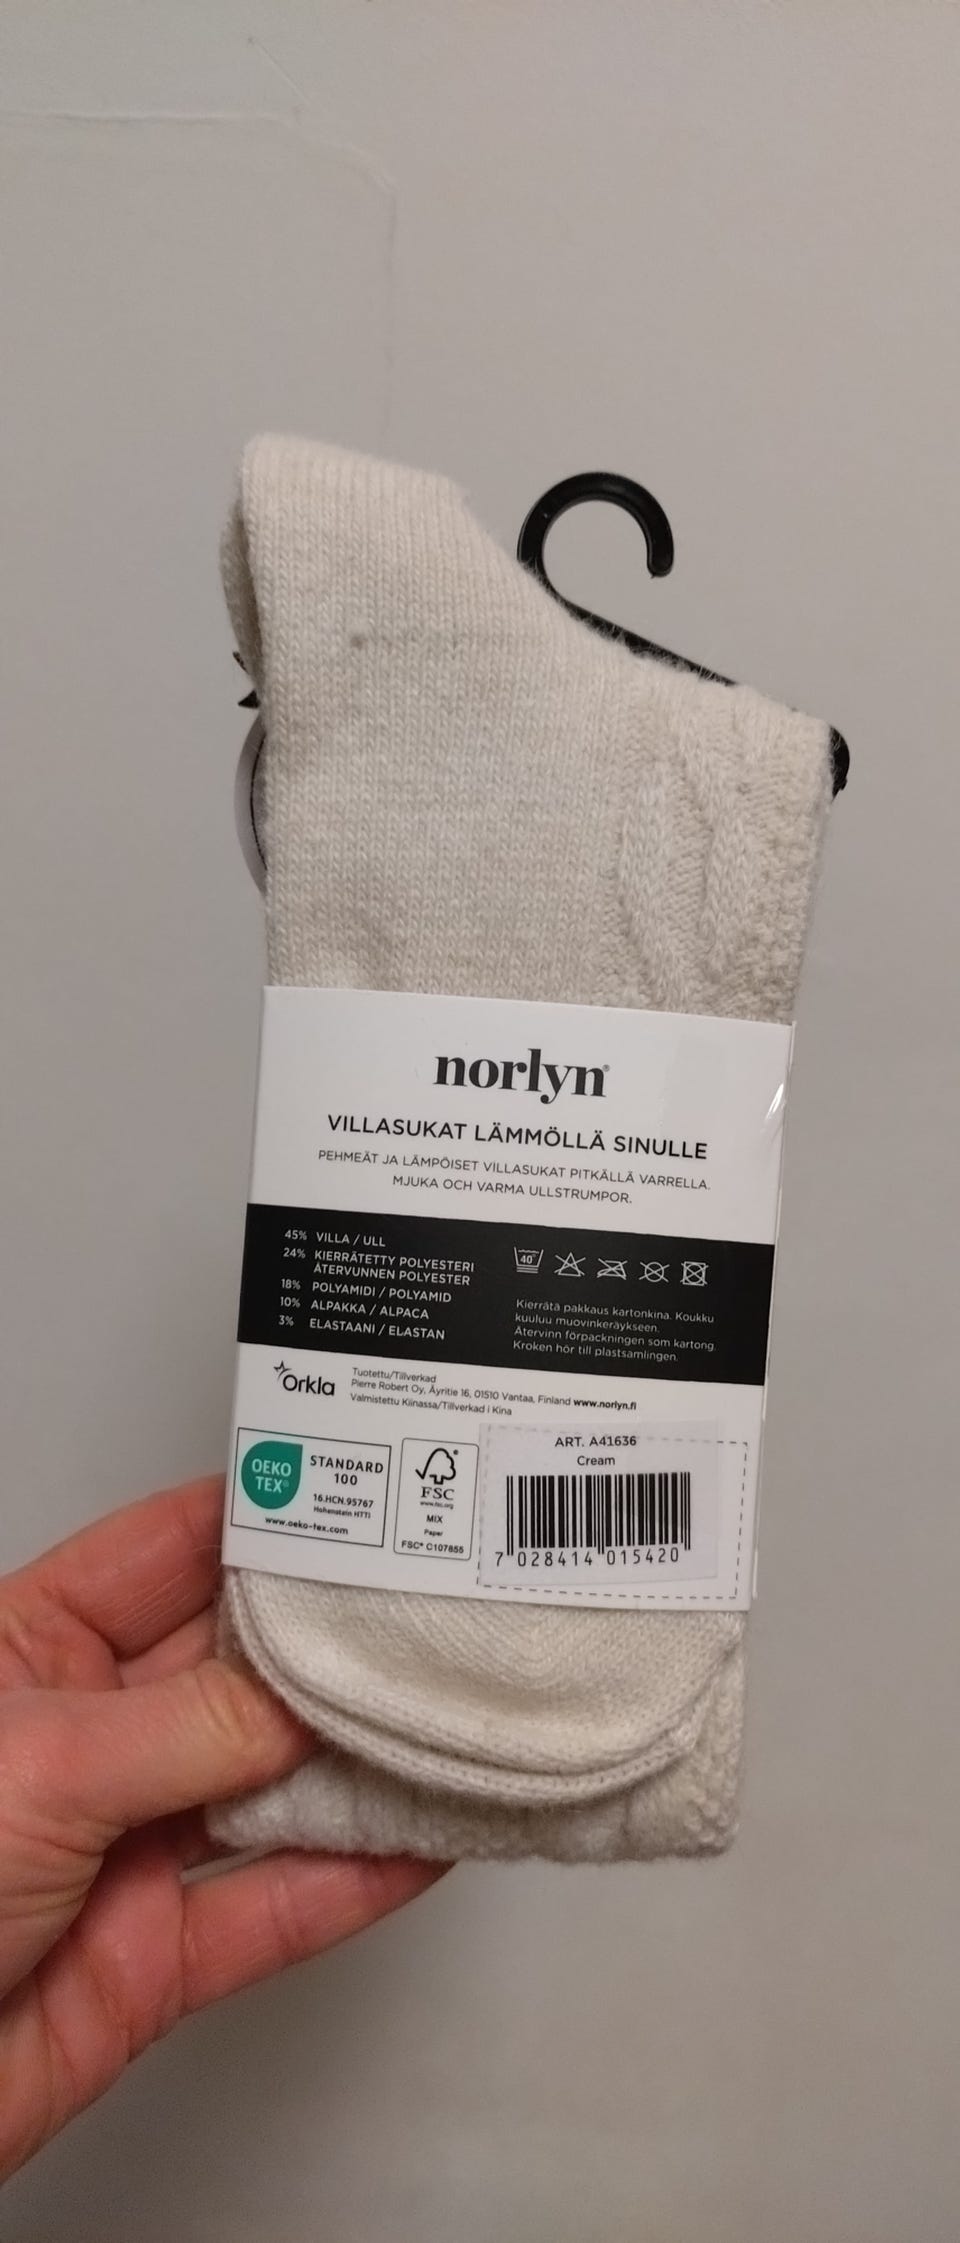 norlyn®
VILLASUKAT LÄMMÖLLÄ SINULLE
PEHMEÄT JA LÄMPÖISET VILLASUKAT PITKÄLLÄ VARRELLA.
MJUKA OCH VARMA ULLSTRUMPOR.
45% VILLA / ULL
24% KIERRÄTETTY POLYESTERI
ÅTERVUNNEN POLYESTER
18% POLYAMIDI / POLYAMID
10% ALPAKKA / ALPACA
3% ELASTAANI / ELASTAN
40°
Kierrätä pakkaus kartonkina. Koukku
kuuluu muovinkeräykseen.
Återvinn förpackningen som kartong.
Kroken hör till plastsamlingen.
Orkla
Tuotettu/Tillverkad
Pierre Robert Oy, Äyritie 16, 01510 Vantaa, Finland www.norlyn.fi
Valmistettu Kiinassa/Tillverkad i Kina
OEKO
TEX®
STANDARD
100
16.HCN.95767
Hohenstein HTTI
www.oeko-tex.com
FSC
www.fsc.org
MIX
Paper
FSC® C107855
ART. A41636
Cream
7 028414 015420